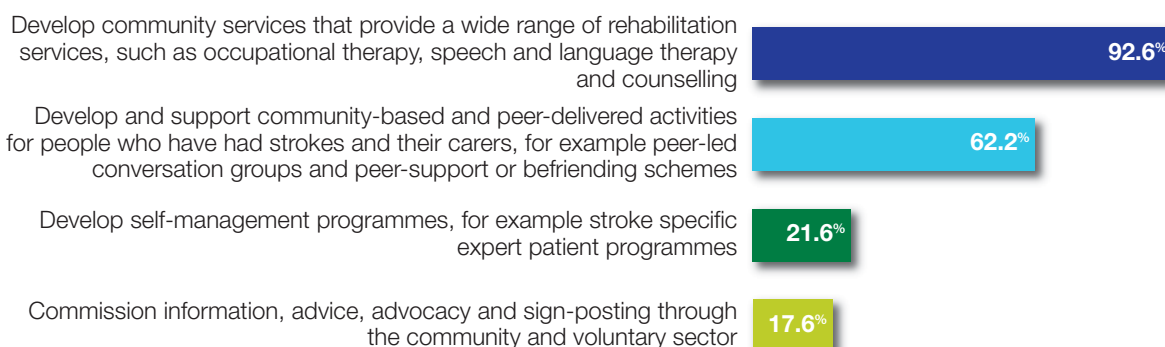 Develop community services that provide a wide range of rehabilitation
services, such as occupational therapy, speech and language therapy
and counselling
92.6%
Develop and support community-based and peer-delivered activities
for people who have had strokes and their carers, for example peer-led
conversation groups and peer-support or befriending schemes
62.2%
Develop self-management programmes, for example stroke specific
expert patient programmes
21.6%
Commission information, advice, advocacy and sign-posting through
the community and voluntary sector
17.6%